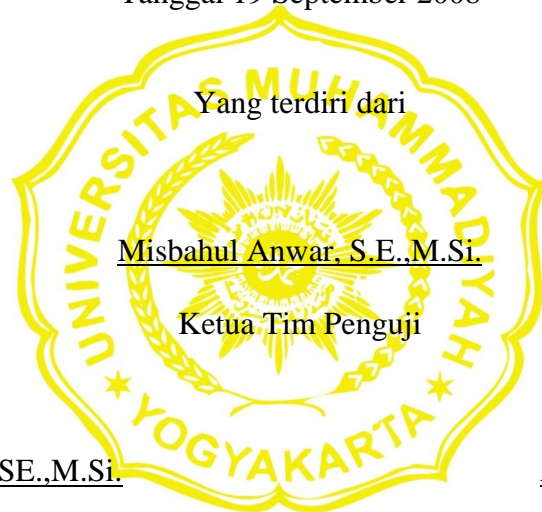 Tanggal 19 September 2008
Yang terdiri dari
Misbahul Anwar, S.E.,M.Si.
Ketua Tim Penguji
SE.,M.Si.
UNIVERSITAS MUHAMMADIYAH
YOGYAKARTA